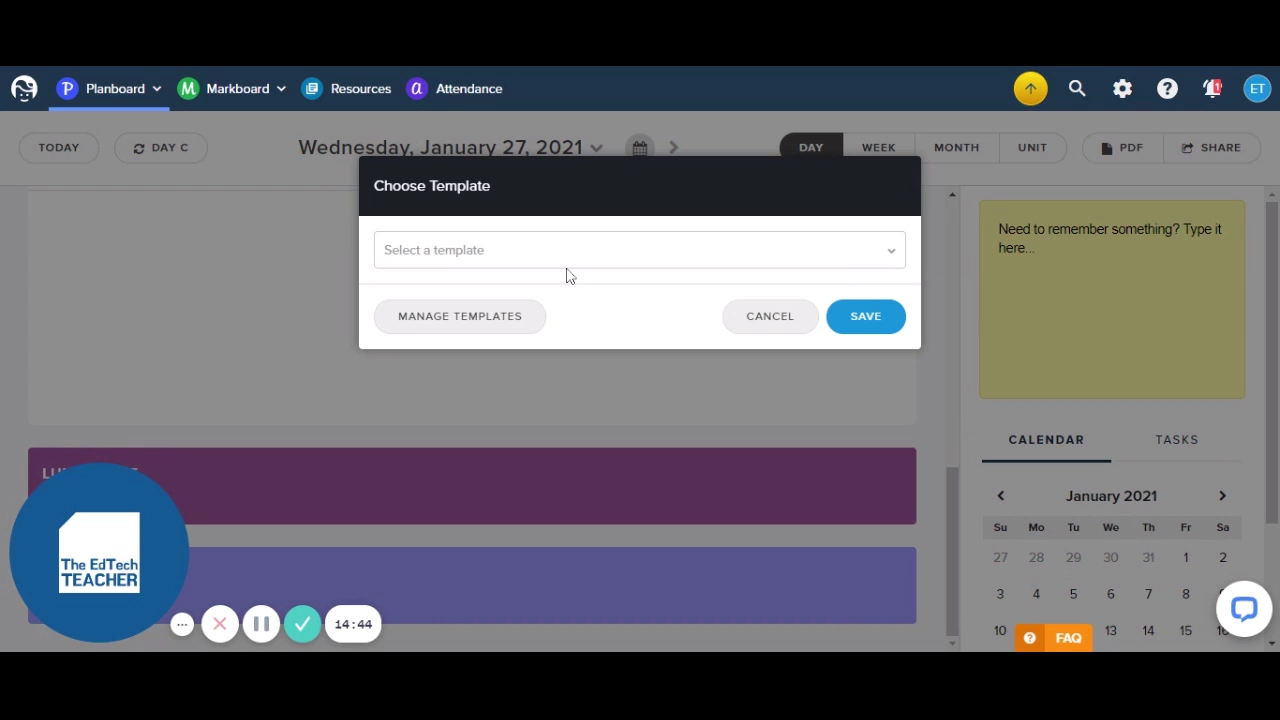 P Planboard
M Markboard
Resources
a Attendance
1
ET
TODAY
DAY C
Wednesday, January 27, 2021
DAY
WEEK
MONTH
UNIT
PDF
SHARE
Choose Template
Select a template
MANAGE TEMPLATES
CANCEL
SAVE
Need to remember something? Type it
here...
CALENDAR
TASKS
January 2021
Su Mo Tu We Th Fr Sa
27 28 29 30 31 1 2
3 4 5 6 7 8
10 13 14 15
The EdTech
TEACHER
14:44
? FAQ